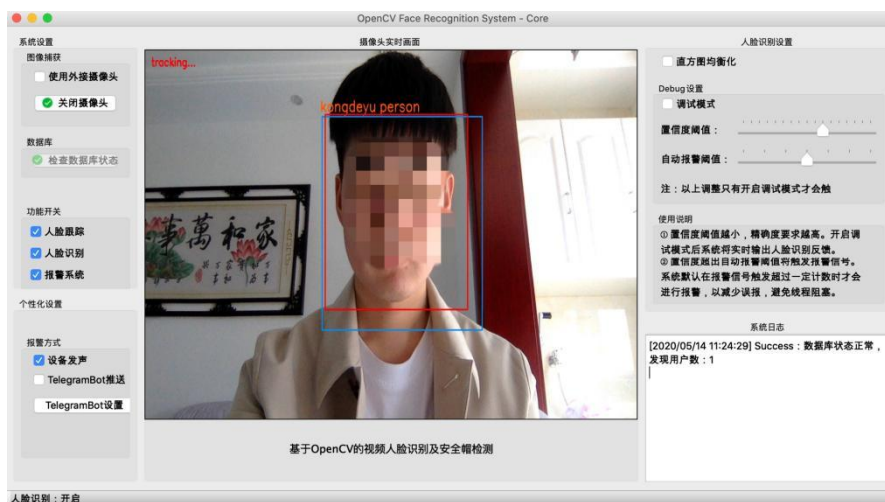 OpenCV Face Recognition System - Core
系统设置
图像捕获
使用外接摄像头
关闭摄像头
数据库
检查数据库状态
功能开关
人脸跟踪
人脸识别
报警系统
个性化设置
报警方式
设备发声
TelegramBot推送
TelegramBot设置
摄像头实时画面
tracking...
kongdeyu person
家和萬事
基于OpenCV的视频人脸识别及安全帽检测
人脸识别设置
直方图均衡化
Debug设置
调试模式
置信度阈值：
自动报警阈值：
注：以上调整只有开启调试模式才会触
使用说明
① 置信度阈值越小，精确度要求越高。开启调
试模式后系统将实时输出人脸识别反馈。
② 置信度超出自动报警阈值将触发报警信号。
系统默认在报警信号触发超过一定计数时才会
进行报警，以减少误报，避免线程阻塞。
系统日志
[2020/05/14 11:24:29] Success：数据库状态正常，
发现用户数：1
人脸识别：开启